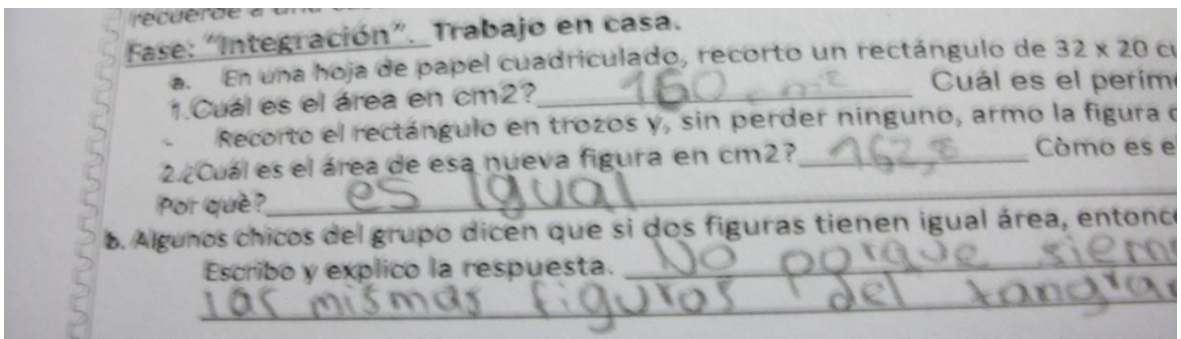 recuerde a una
Fase: “Integración”. Trabajo en casa.
a. En una hoja de papel cuadriculado, recorto un rectángulo de 32 x 20 cu
1.Cuál es el área en cm2? 160 cm2 Cuál es el perím
Recorto el rectángulo en trozos y, sin perder ninguno, armo la figura
2.¿Cuál es el área de esa nueva figura en cm2? 162,8 Còmo es e
Por què? es igual
b. Algunos chicos del grupo dicen que si dos figuras tienen igual área, entonc
Escribo y explico la respuesta. No porque siem
las mismas figuras del tangra